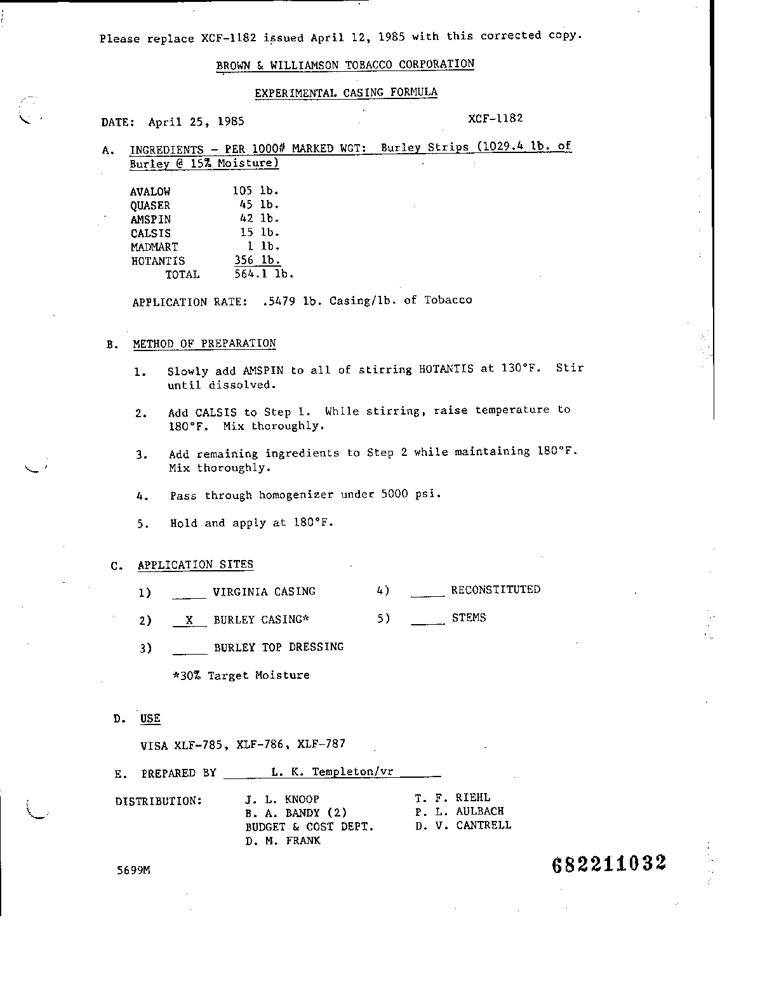 Please replace XCF-1182 issued April 12, 1985 with this corrected copy.
BROWN & WILLIAMSON TOBACCO CORPORATION
EXPERIMENTAL CASING FORMULA
DATE: April 25, 1985 XCF-1182
A. INGREDIENTS - PER 1000# MARKED WGT: Burley Strips (1029.4 lb. of
Burley @ 15% Moisture)
AVALOW 105 lb.
QUASER 45 lb.
AMSPIN 42 lb.
CALSIS 15 lb.
MADMART 1 lb.
HOTANTIS 356 lb.
TOTAL 564.1 lb.
APPLICATION RATE: .5479 lb. Casing/lb. of Tobacco
B. METHOD OF PREPARATION
1. Slowly add AMSPIN to all of stirring HOTANTIS at 130°F. Stir
until dissolved.
2. Add CALSIS to Step 1. While stirring, raise temperature to
180°F. Mix thoroughly.
3. Add remaining ingredients to Step 2 while maintaining 180°F.
Mix thoroughly.
4. Pass through homogenizer under 5000 psi.
5. Hold and apply at 180°F.
C. APPLICATION SITES
1) _____ VIRGINIA CASING 4) _____ RECONSTITUTED
2) __X__ BURLEY CASING* 5) _____ STEMS
3) _____ BURLEY TOP DRESSING
*30% Target Moisture
D. USE
VISA XLF-785, XLF-786, XLF-787
E. PREPARED BY L. K. Templeton/vr
DISTRIBUTION: J. L. KNOOP T. F. RIEHL
B. A. BANDY (2) P. L. AULBACH
BUDGET & COST DEPT. D. V. CANTRELL
D. M. FRANK
5699M 682211032